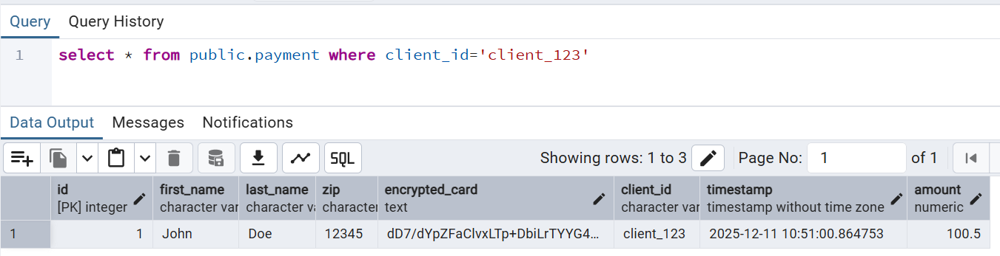 Query Query History
1 select * from public.payment where client_id='client_123'
Data Output Messages Notifications
SQL Showing rows: 1 to 3 Page No: 1 of 1
id first_name last_name zip encrypted_card client_id timestamp amount
[PK] integer character var character va character text character var timestamp without time zone numeric
1 1 John Doe 12345 dD7/dYpZFaClvxLTp+DbiLrTYYG4… client_123 2025-12-11 10:51:00.864753 100.5